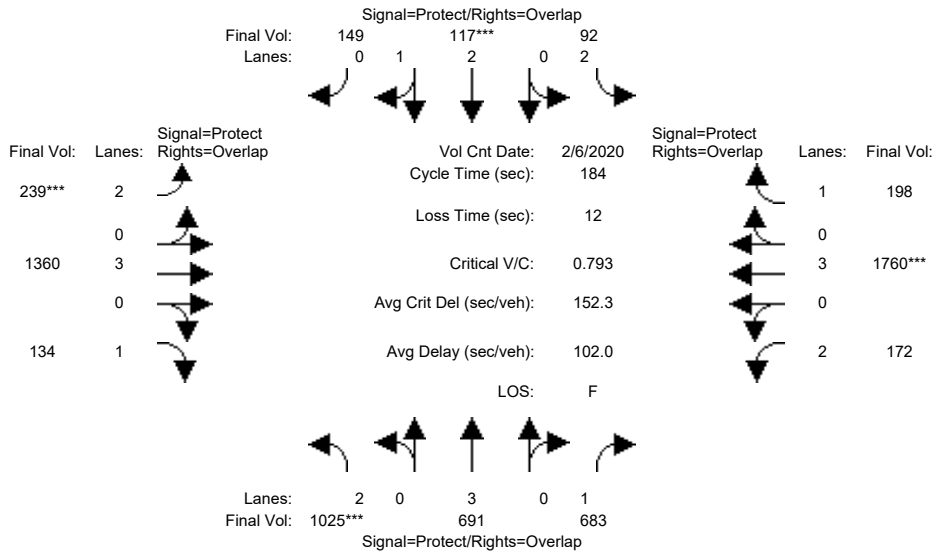 Signal=Protect/Rights=Overlap
Final Vol: 149 117*** 92
Lanes: 0 1 2 0 2
Signal=Protect
Final Vol: Lanes: Rights=Overlap
Vol Cnt Date: 2/6/2020
Signal=Protect
Rights=Overlap Lanes: Final Vol:
Cycle Time (sec): 184
239*** 2
1 198
Loss Time (sec): 12
0
0
1360 3
Critical V/C: 0.793
3 1760***
0
Avg Crit Del (sec/veh): 152.3
0
134 1
Avg Delay (sec/veh): 102.0
2 172
LOS: F
Lanes: 2 0 3 0 1
Final Vol: 1025*** 691 683
Signal=Protect/Rights=Overlap